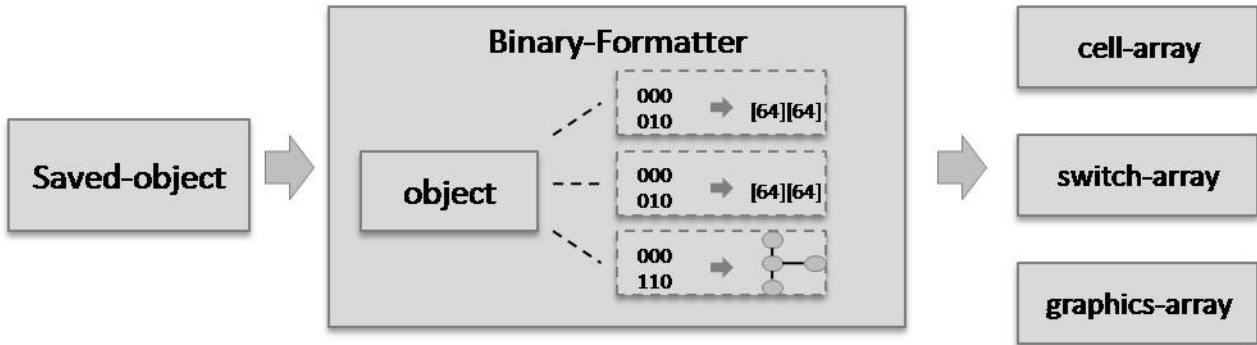 Saved-object
Binary-Formatter
object
000
010
[64][64]
000
010
[64][64]
000
110
cell-array
switch-array
graphics-array